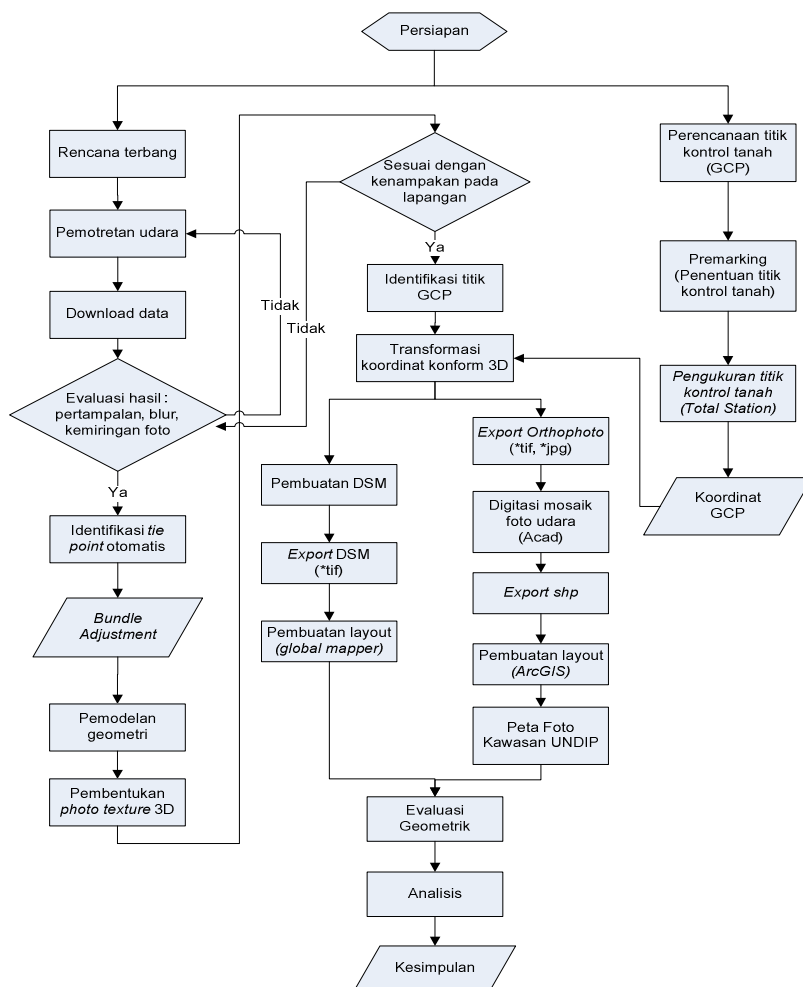 Persiapan
Rencana terbang
Pemotretan udara
Download data
Evaluasi hasil :
pertampalan, blur,
kemiringan foto
Tidak
Ya
Identifikasi tie
point otomatis
Bundle
Adjustment
Pemodelan
geometri
Pembentukan
photo texture 3D
Sesuai dengan
kenampakan pada
lapangan
Tidak
Ya
Identifikasi titik
GCP
Transformasi
koordinat konform 3D
Pembuatan DSM
Export DSM
(*tif)
Pembuatan layout
(global mapper)
Export Orthophoto
(*tif, *jpg)
Digitasi mosaik
foto udara
(Acad)
Export shp
Pembuatan layout
(ArcGIS)
Peta Foto
Kawasan UNDIP
Perencanaan titik
kontrol tanah
(GCP)
Premarking
(Penentuan titik
kontrol tanah)
Pengukuran titik
kontrol tanah
(Total Station)
Koordinat
GCP
Evaluasi
Geometrik
Analisis
Kesimpulan